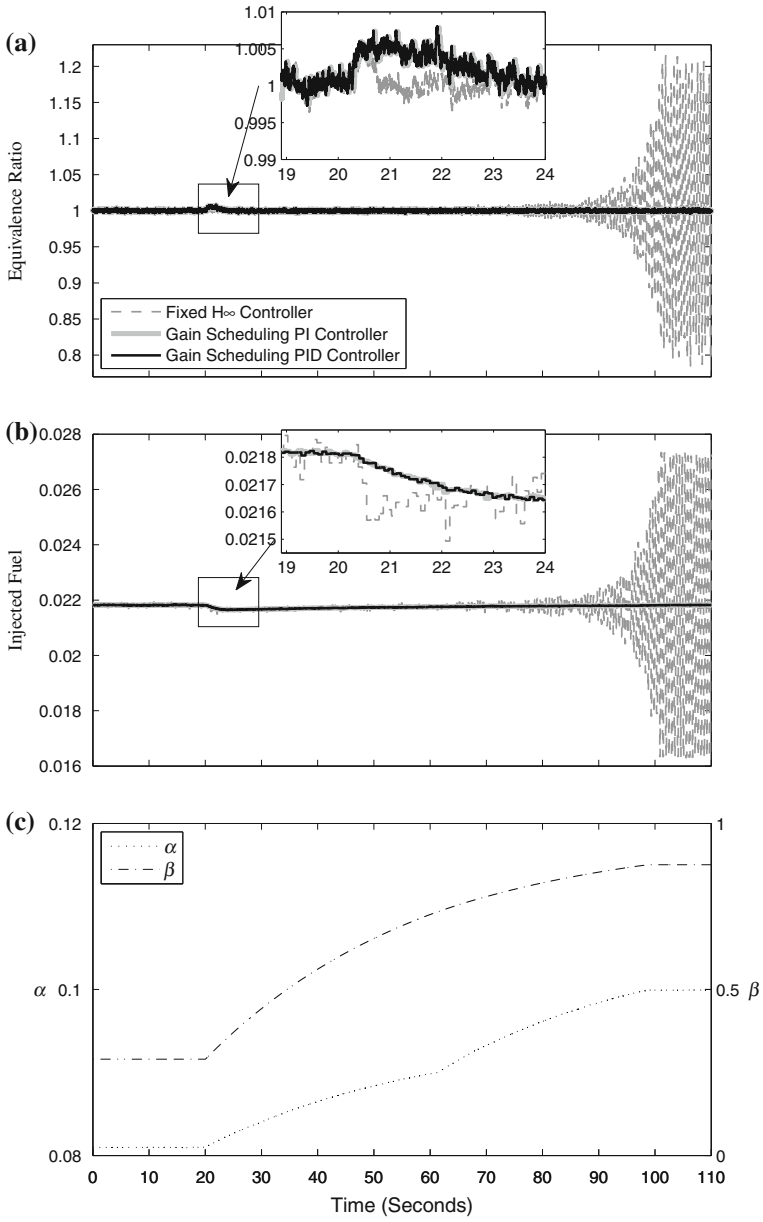 (a)
1.01
1.005
1
0.995
0.99
19 20 21 22 23 24
1.2
1.15
1.1
1.05
1
0.95
0.9
0.85
0.8
Equivalence Ratio
Fixed H∞ Controller
Gain Scheduling PI Controller
Gain Scheduling PID Controller
(b)
0.028
0.026
0.024
0.022
0.02
0.018
0.016
Injected Fuel
0.0218
0.0217
0.0216
0.0215
19 20 21 22 23 24
(c)
0.12
α 0.1
0.08
α
β
1
0.5 β
0
0 10 20 30 40 50 60 70 80 90 100 110
Time (Seconds)